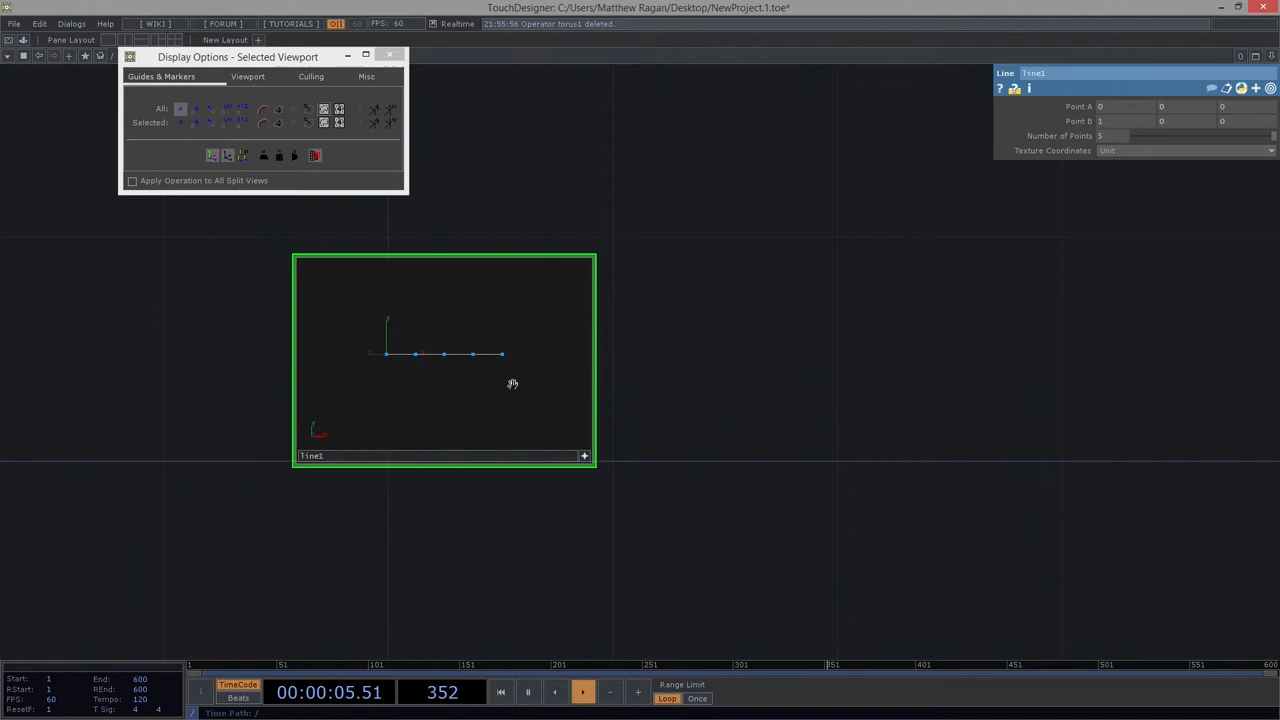 TouchDesigner: C:/Users/Matthew Ragan/Desktop/NewProject.1.toe*
File Edit Dialogs Help [ WIKI ] [ FORUM ] [ TUTORIALS ] O|I FPS: 60 Realtime 21:55:56 Operator torus1 deleted.
Pane Layout New Layout +
/
0
Display Options - Selected Viewport
Guides & Markers Viewport Culling Misc
All:
Selected:
Apply Operation to All Split Views
Line line1
? i
Point A 0 0 0
Point B 1 0 0
Number of Points 5
Texture Coordinates Unit
y
x
y
x
line1
1 51 101 151 201 251 301 351 401 451 501 551 600
Start: 1 End: 600
RStart: 1 REnd: 600
FPS: 60 Tempo: 120
ResetF: 1 T Sig: 4 4
TimeCode
Beats
00:00:05.51
352
Range Limit
Loop Once
/ Time Path: /